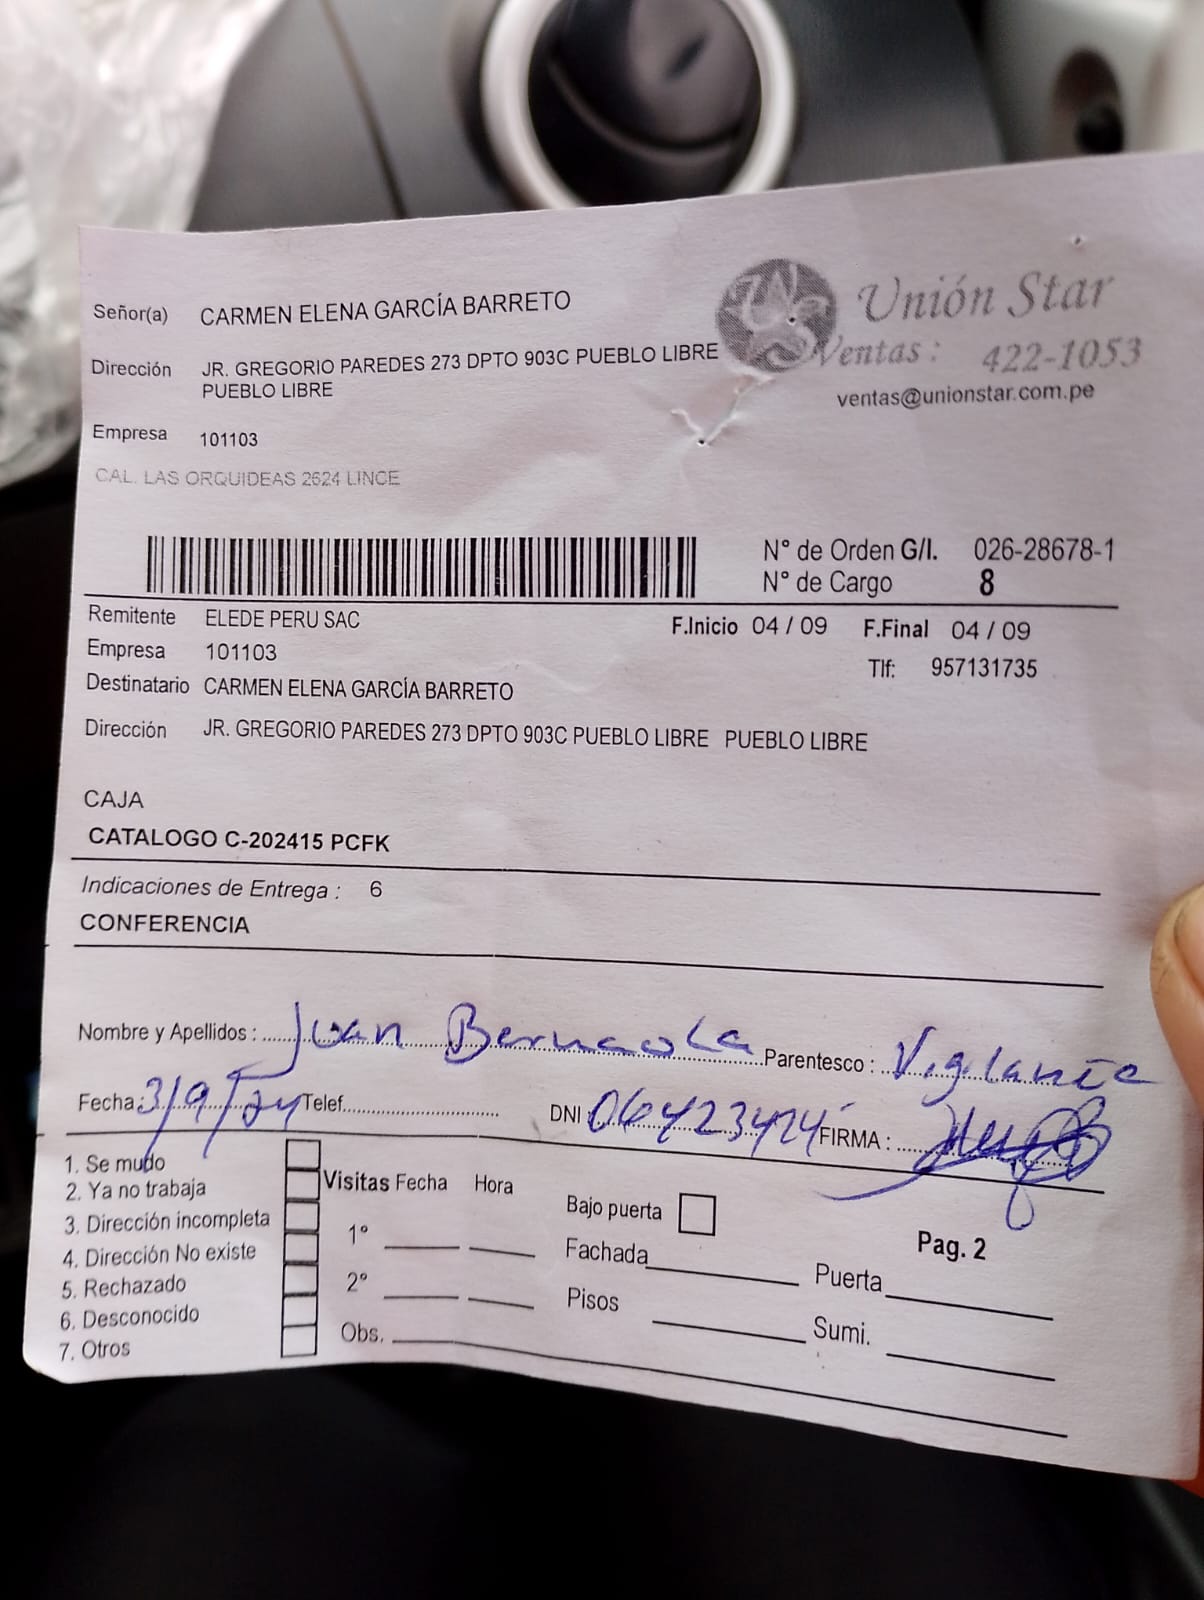 Señor(a) CARMEN ELENA GARCÍA BARRETO
Unión Star
Ventas: 422-1053
ventas@unionstar.com.pe
Dirección JR. GREGORIO PAREDES 273 DPTO 903C PUEBLO LIBRE
PUEBLO LIBRE
Empresa 101103
CAL. LAS ORQUIDEAS 2624 LINCE
N° de Orden G/I. 026-28678-1
N° de Cargo 8
Remitente ELEDE PERU SAC F.Inicio 04 / 09 F.Final 04 / 09
Empresa 101103 Tlf: 957131735
Destinatario CARMEN ELENA GARCÍA BARRETO
Dirección JR. GREGORIO PAREDES 273 DPTO 903C PUEBLO LIBRE PUEBLO LIBRE
CAJA
CATALOGO C-202415 PCFK
Indicaciones de Entrega : 6
CONFERENCIA
Nombre y Apellidos : Juan Bernaola Parentesco : Vigilante
Fecha: 3/9/24 Telef. DNI 06423424 FIRMA :
1. Se mudo
2. Ya no trabaja
3. Dirección incompleta
4. Dirección No existe
5. Rechazado
6. Desconocido
7. Otros
Visitas Fecha Hora
1°
2°
Obs.
Bajo puerta
Fachada
Pisos
Pag. 2
Puerta
Sumi.